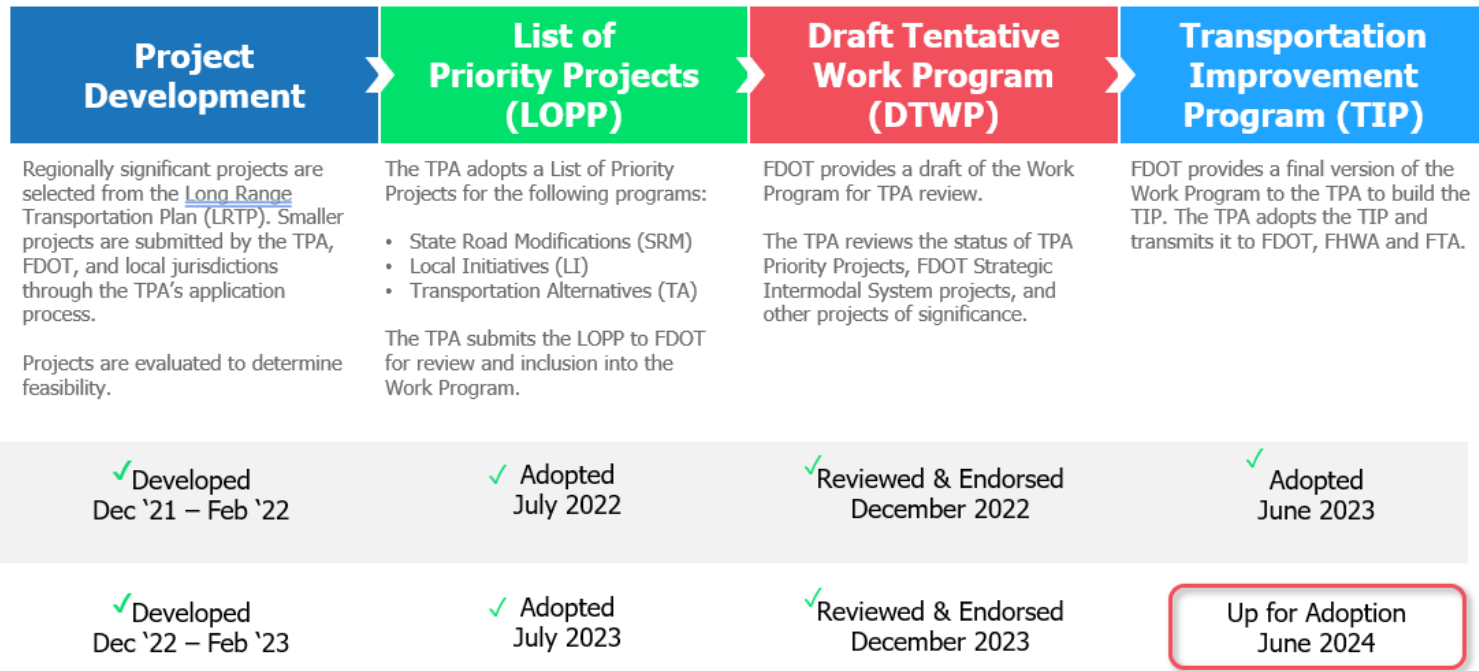 Project
Development
List of
Priority Projects
(LOPP)
Draft Tentative
Work Program
(DTWP)
Transportation
Improvement
Program (TIP)
Regionally significant projects are
selected from the Long Range
Transportation Plan (LRTP). Smaller
projects are submitted by the TPA,
FDOT, and local jurisdictions
through the TPA’s application
process.
Projects are evaluated to determine
feasibility.
The TPA adopts a List of Priority
Projects for the following programs:
• State Road Modifications (SRM)
• Local Initiatives (LI)
• Transportation Alternatives (TA)
The TPA submits the LOPP to FDOT
for review and inclusion into the
Work Program.
FDOT provides a draft of the Work
Program for TPA review.
The TPA reviews the status of TPA
Priority Projects, FDOT Strategic
Intermodal System projects, and
other projects of significance.
FDOT provides a final version of the
Work Program to the TPA to build the
TIP. The TPA adopts the TIP and
transmits it to FDOT, FHWA and FTA.
✓Developed
Dec ‘21 – Feb ‘22
✓ Adopted
July 2022
✓Reviewed & Endorsed
December 2022
✓ Adopted
June 2023
✓Developed
Dec ‘22 – Feb ‘23
✓ Adopted
July 2023
✓Reviewed & Endorsed
December 2023
Up for Adoption
June 2024